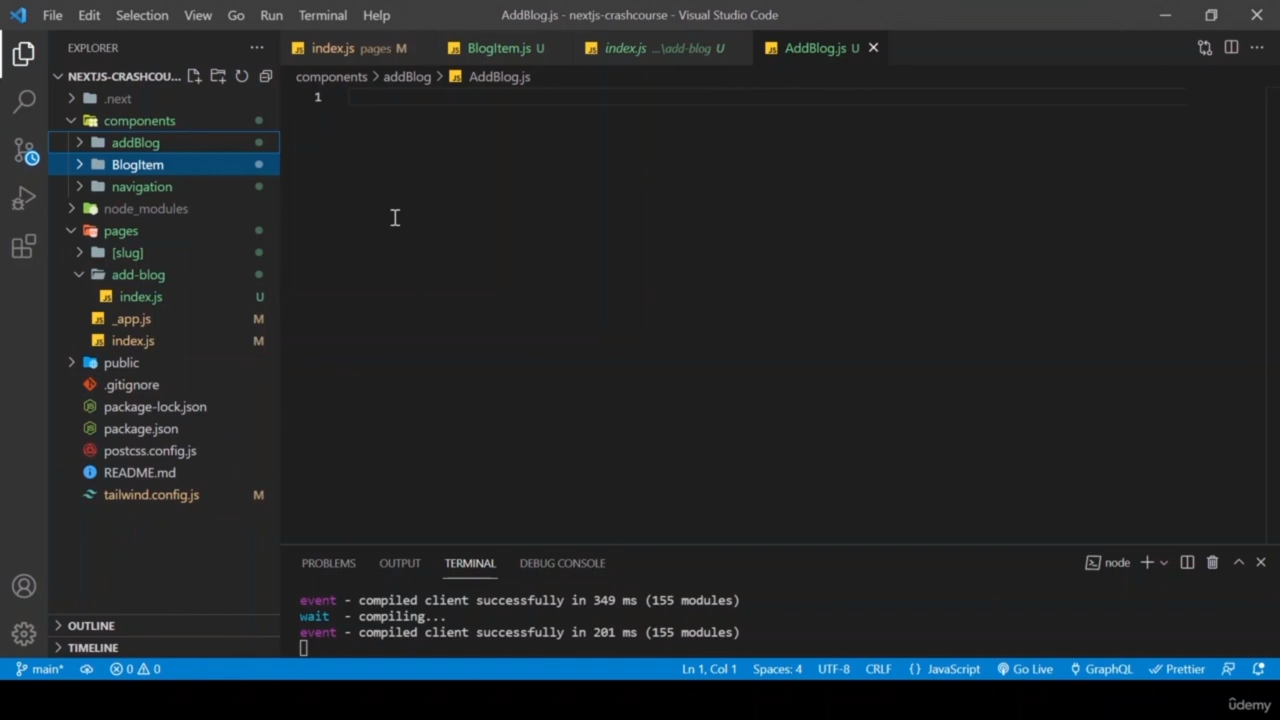 File Edit Selection View Go Run Terminal Help AddBlog.js - nextjs-crashcourse - Visual Studio Code
EXPLORER
index.js pages M
BlogItem.js U
index.js ...\add-blog U
AddBlog.js U
NEXTJS-CRASHCOU...
components > addBlog > AddBlog.js
1
.next
components
addBlog
BlogItem
navigation
node_modules
pages
[slug]
add-blog
index.js U
_app.js M
index.js M
public
.gitignore
package-lock.json
package.json
postcss.config.js
README.md
tailwind.config.js M
OUTLINE
TIMELINE
PROBLEMS OUTPUT TERMINAL DEBUG CONSOLE node
event - compiled client successfully in 349 ms (155 modules)
wait - compiling...
event - compiled client successfully in 201 ms (155 modules)
main* 0 0 Ln 1, Col 1 Spaces: 4 UTF-8 CRLF {} JavaScript Go Live GraphQL Prettier
ûdemy